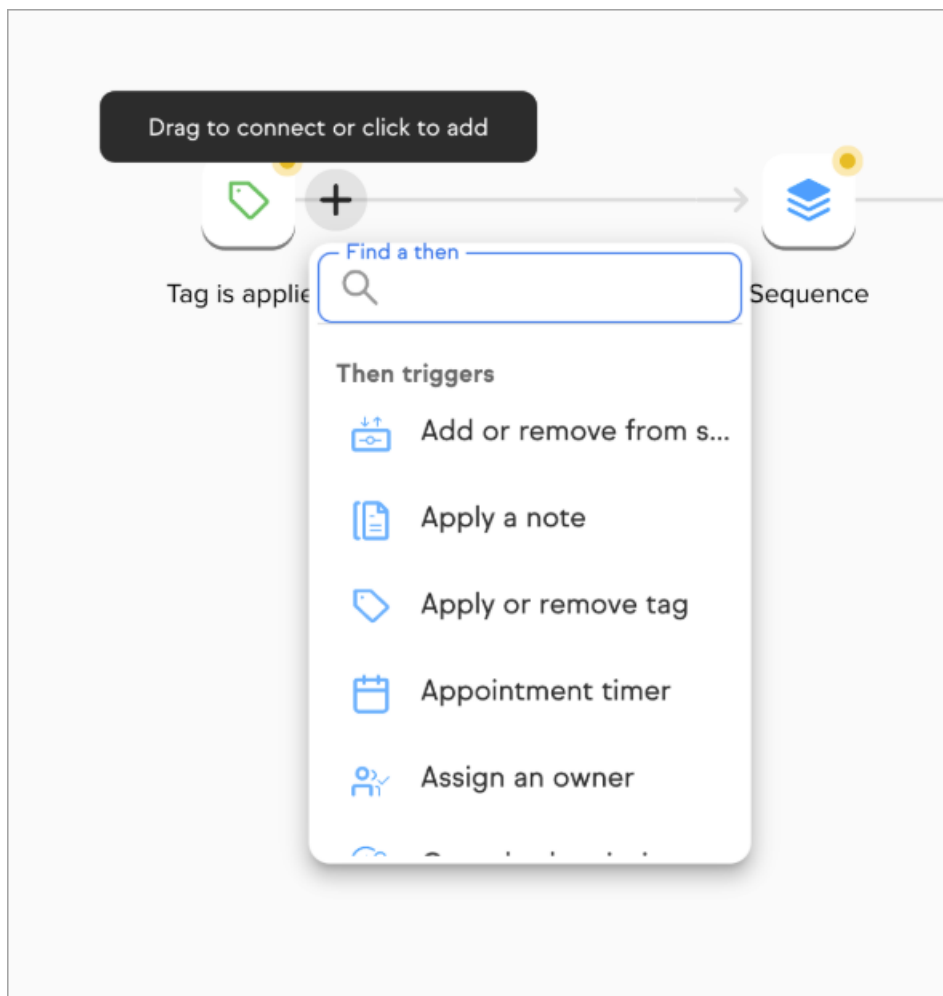 Drag to connect or click to add
Find a then
Tag is applie
Sequence
Then triggers
Add or remove from s...
Apply a note
Apply or remove tag
Appointment timer
Assign an owner